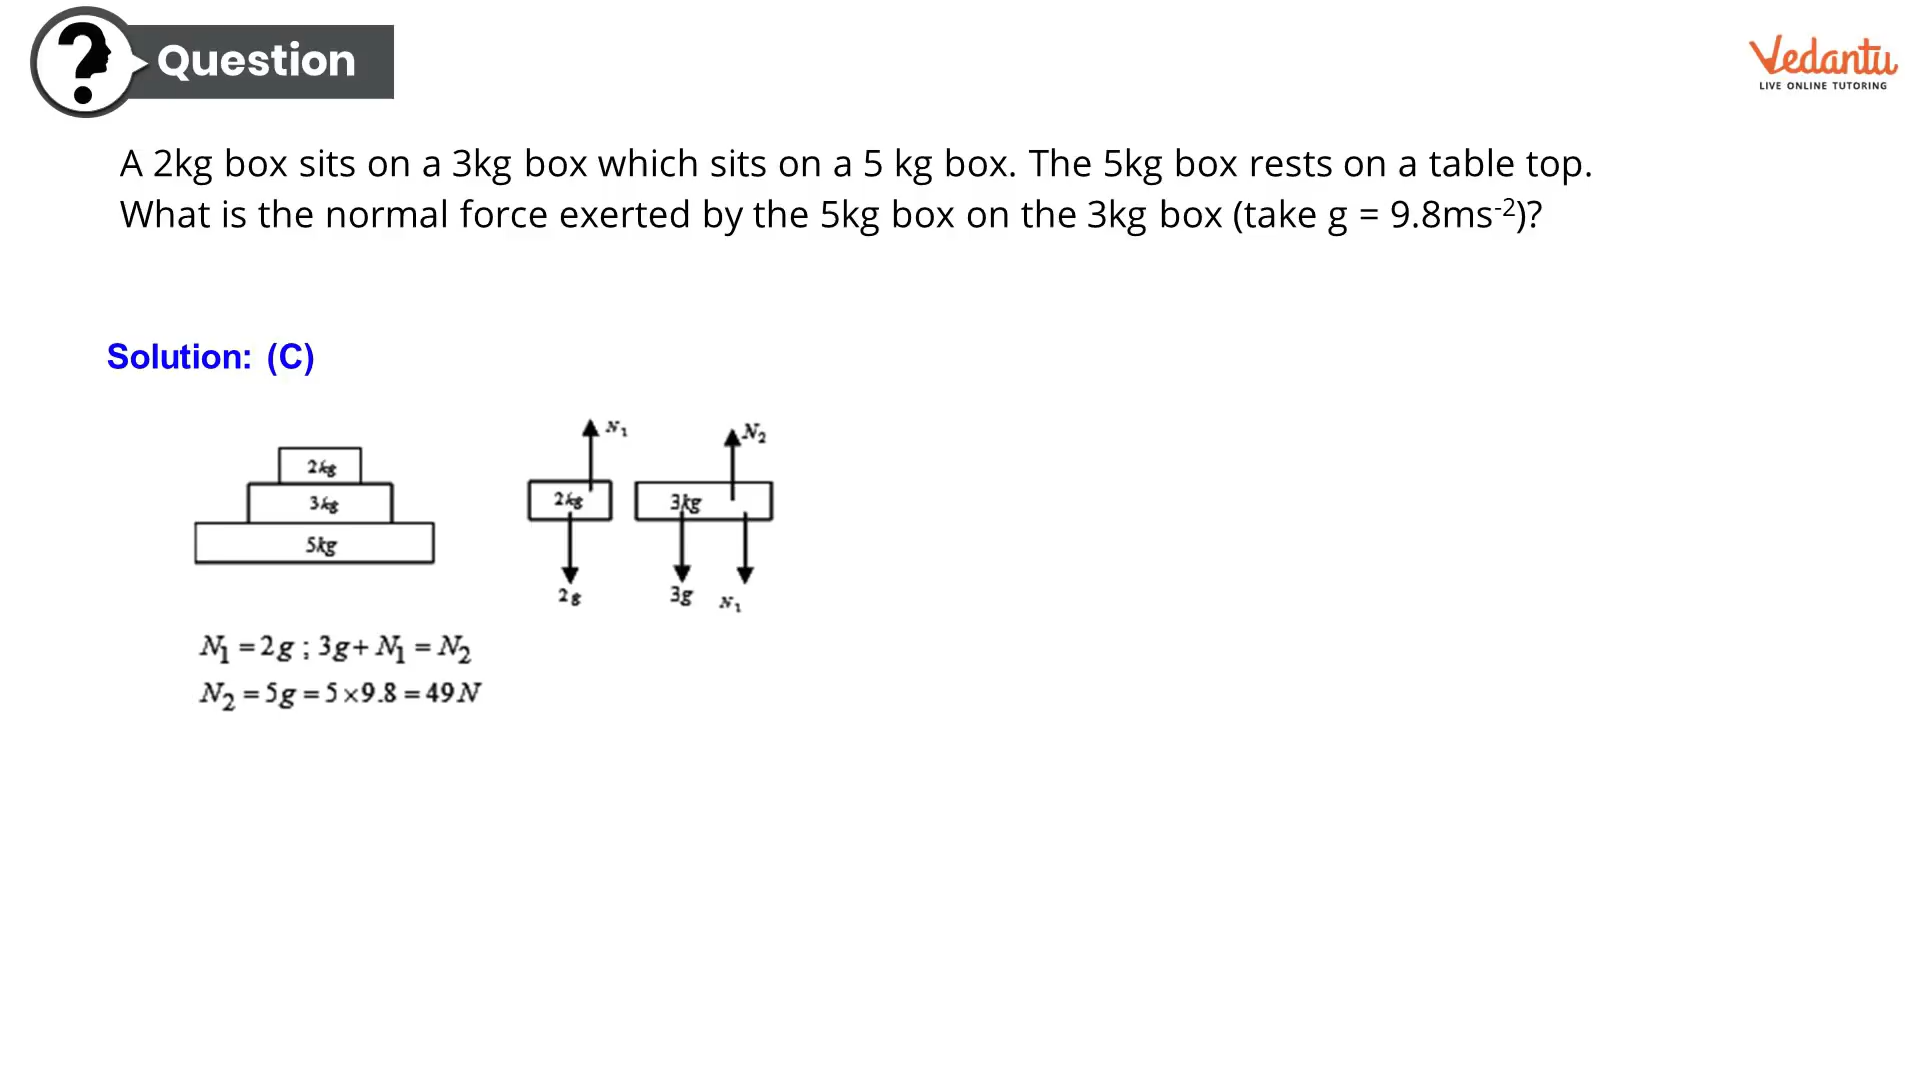 Question
Vedantu
LIVE ONLINE TUTORING
A 2kg box sits on a 3kg box which sits on a 5 kg box. The 5kg box rests on a table top.
What is the normal force exerted by the 5kg box on the 3kg box (take g = 9.8ms⁻²)?
Solution: (C)
2kg
3kg
5kg
N₁
2kg
2g
N₂
3kg
3g N₁
N₁ = 2g ; 3g + N₁ = N₂
N₂ = 5g = 5 × 9.8 = 49N